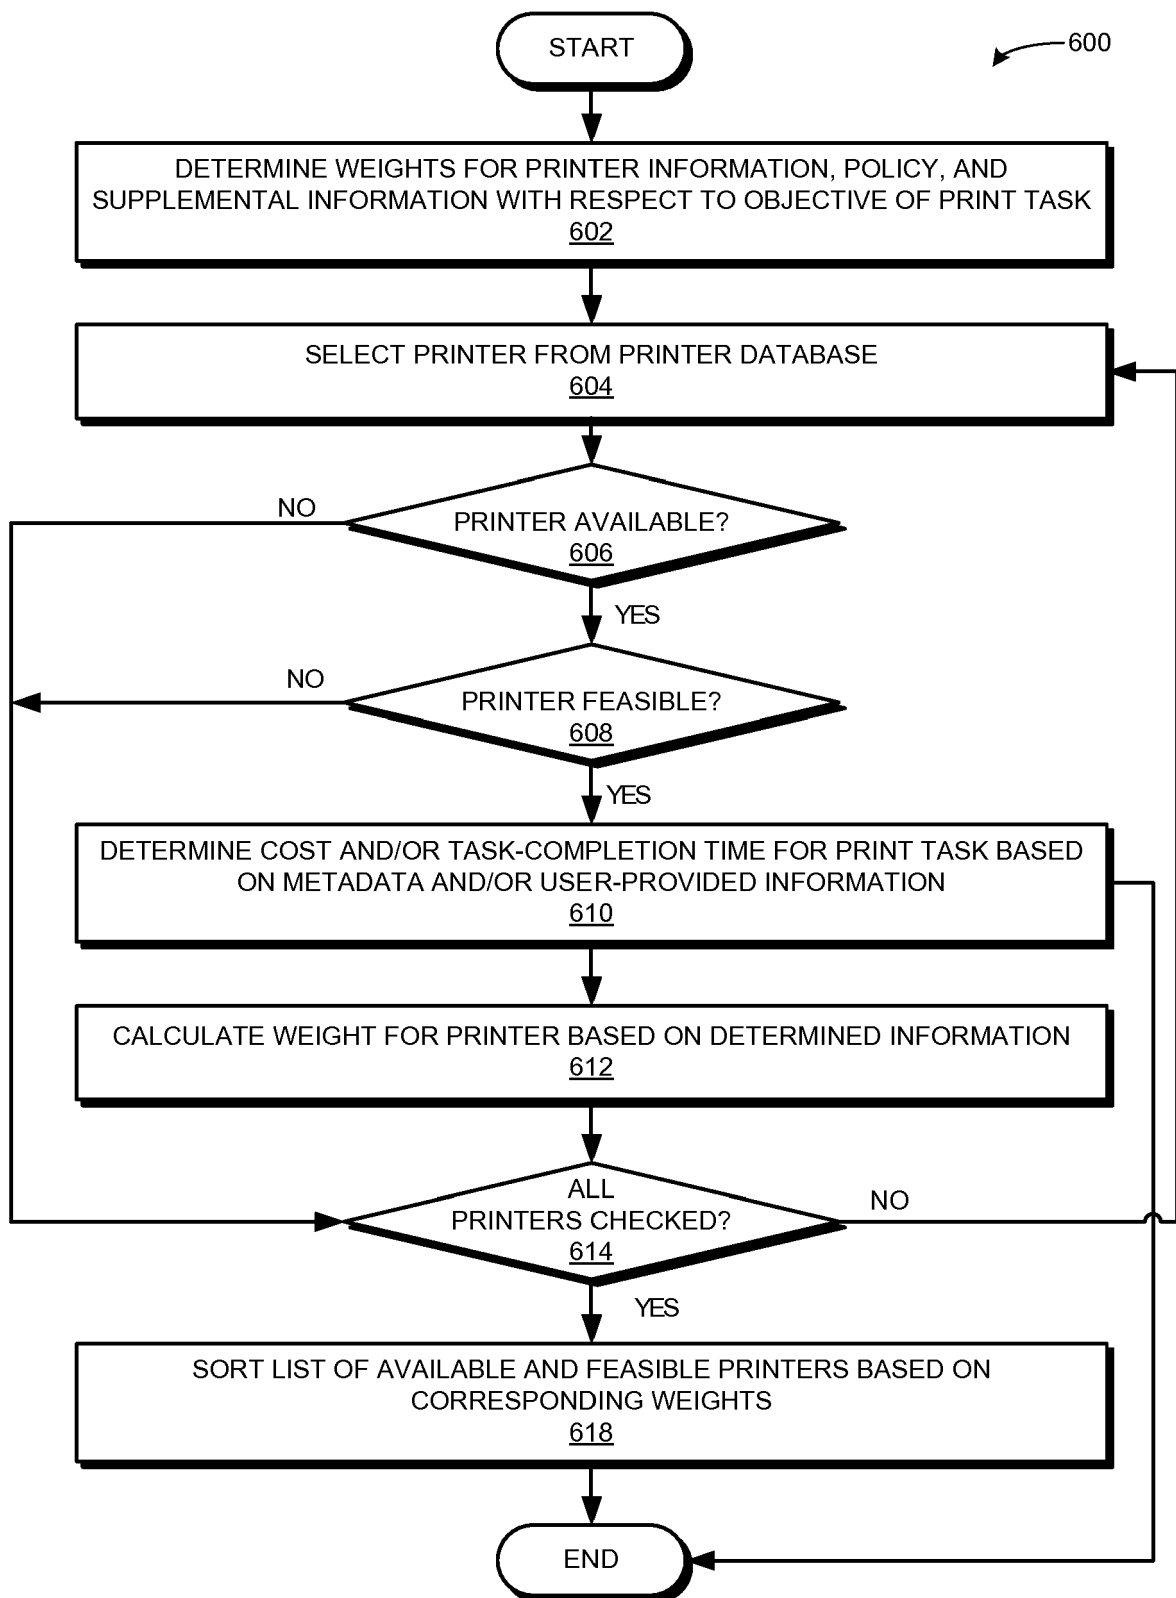 START
600
DETERMINE WEIGHTS FOR PRINTER INFORMATION, POLICY, AND
SUPPLEMENTAL INFORMATION WITH RESPECT TO OBJECTIVE OF PRINT TASK
602
SELECT PRINTER FROM PRINTER DATABASE
604
NO
PRINTER AVAILABLE?
606
YES
NO
PRINTER FEASIBLE?
608
YES
DETERMINE COST AND/OR TASK-COMPLETION TIME FOR PRINT TASK BASED
ON METADATA AND/OR USER-PROVIDED INFORMATION
610
CALCULATE WEIGHT FOR PRINTER BASED ON DETERMINED INFORMATION
612
ALL
PRINTERS CHECKED?
614
NO
YES
SORT LIST OF AVAILABLE AND FEASIBLE PRINTERS BASED ON
CORRESPONDING WEIGHTS
618
END